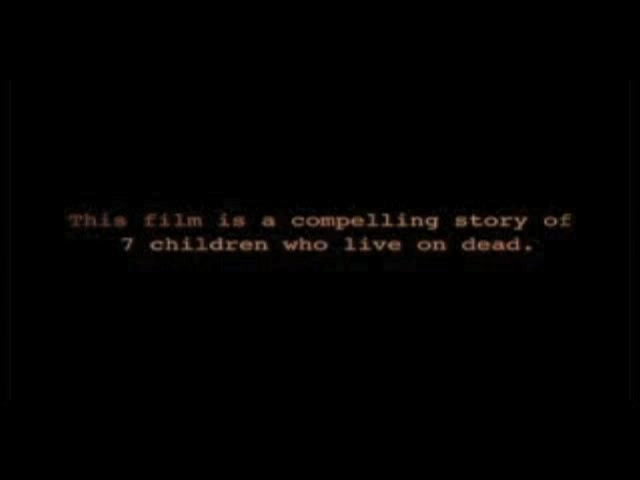 This film is a compelling story of
7 children who live on dead.